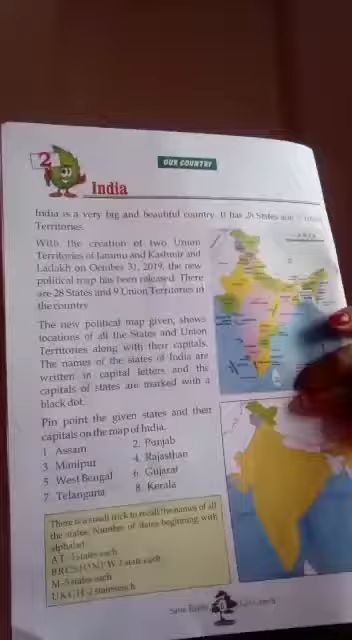 2
OUR COUNTRY
India
India is a very big and beautiful country. It has 28 States and
Territories.
With the creation of two Union
Territories of Jammu and Kashmir and
Ladakh on October 31, 2019, the new
political map has been released. There
are 28 States and 9 Union Territories in
the country.
The new political map given, shows
locations of all the States and Union
Territories along with their capitals.
The names of the states of India are
written in capital letters and the
capitals of states are marked with a
black dot.
Pin point the given states and their
capitals on the map of India.
1 Assam
2. Punjab
3 Manipur
4. Rajasthan
5 West Bengal
6 Gujarat
7 Telangana
8. Kerala
There is a small trick to recall the names of all
the states. Number of states beginning with
alphabet
states each
state each
M-5 states each
2 states each